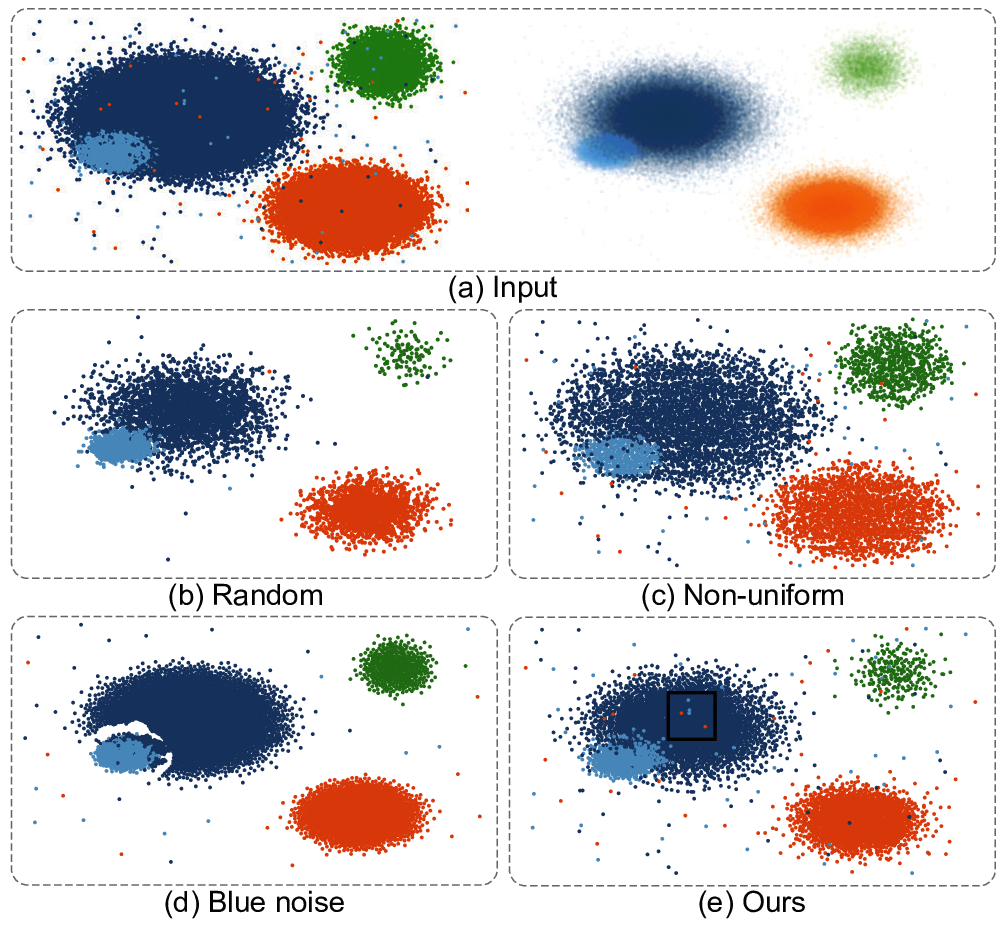 (a) Input
(b) Random
(c) Non-uniform
(d) Blue noise
(e) Ours